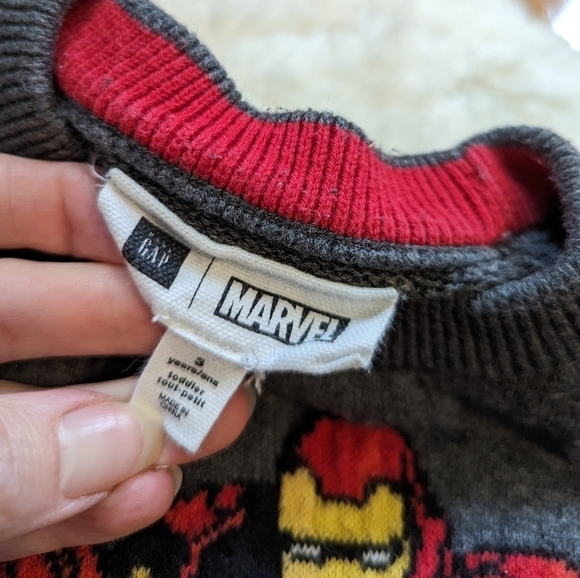 GAP
MARVEL
3
years/ans
toddler
tout-petit
MADE IN
CHINA